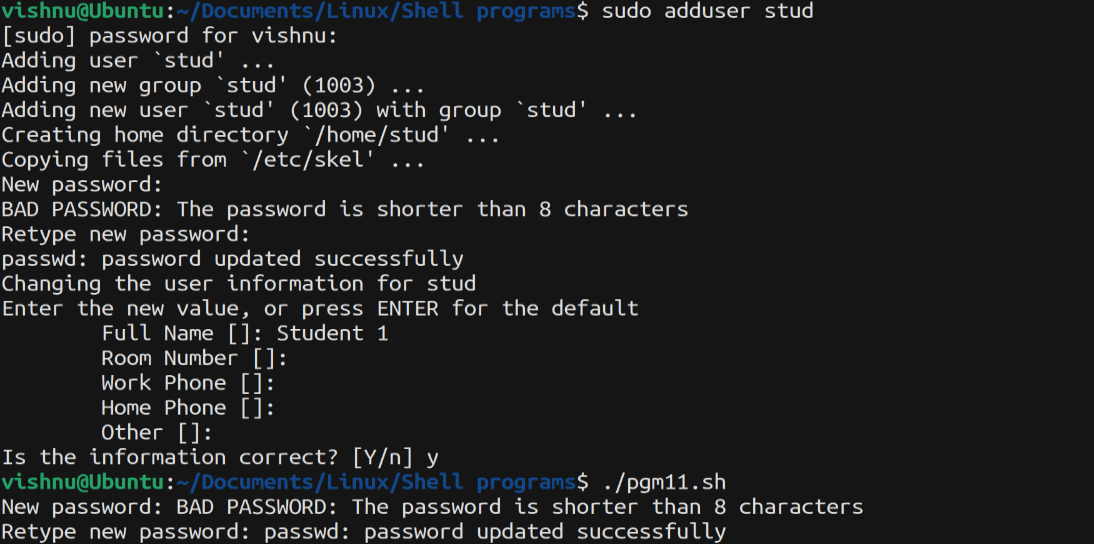 vishnu@Ubuntu:~/Documents/Linux/Shell programs$ sudo adduser stud
[sudo] password for vishnu:
Adding user `stud' ...
Adding new group `stud' (1003) ...
Adding new user `stud' (1003) with group `stud' ...
Creating home directory `/home/stud' ...
Copying files from `/etc/skel' ...
New password:
BAD PASSWORD: The password is shorter than 8 characters
Retype new password:
passwd: password updated successfully
Changing the user information for stud
Enter the new value, or press ENTER for the default
Full Name []: Student 1
Room Number []:
Work Phone []:
Home Phone []:
Other []:
Is the information correct? [Y/n] y
vishnu@Ubuntu:~/Documents/Linux/Shell programs$ ./pgm11.sh
New password: BAD PASSWORD: The password is shorter than 8 characters
Retype new password: passwd: password updated successfully